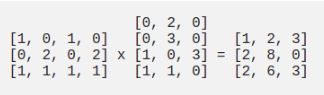 [0, 2, 0]
[1, 0, 1, 0] [0, 3, 0] [1, 2, 3]
[0, 2, 0, 2] x [1, 0, 3] = [2, 8, 0]
[1, 1, 1, 1] [1, 1, 0] [2, 6, 3]